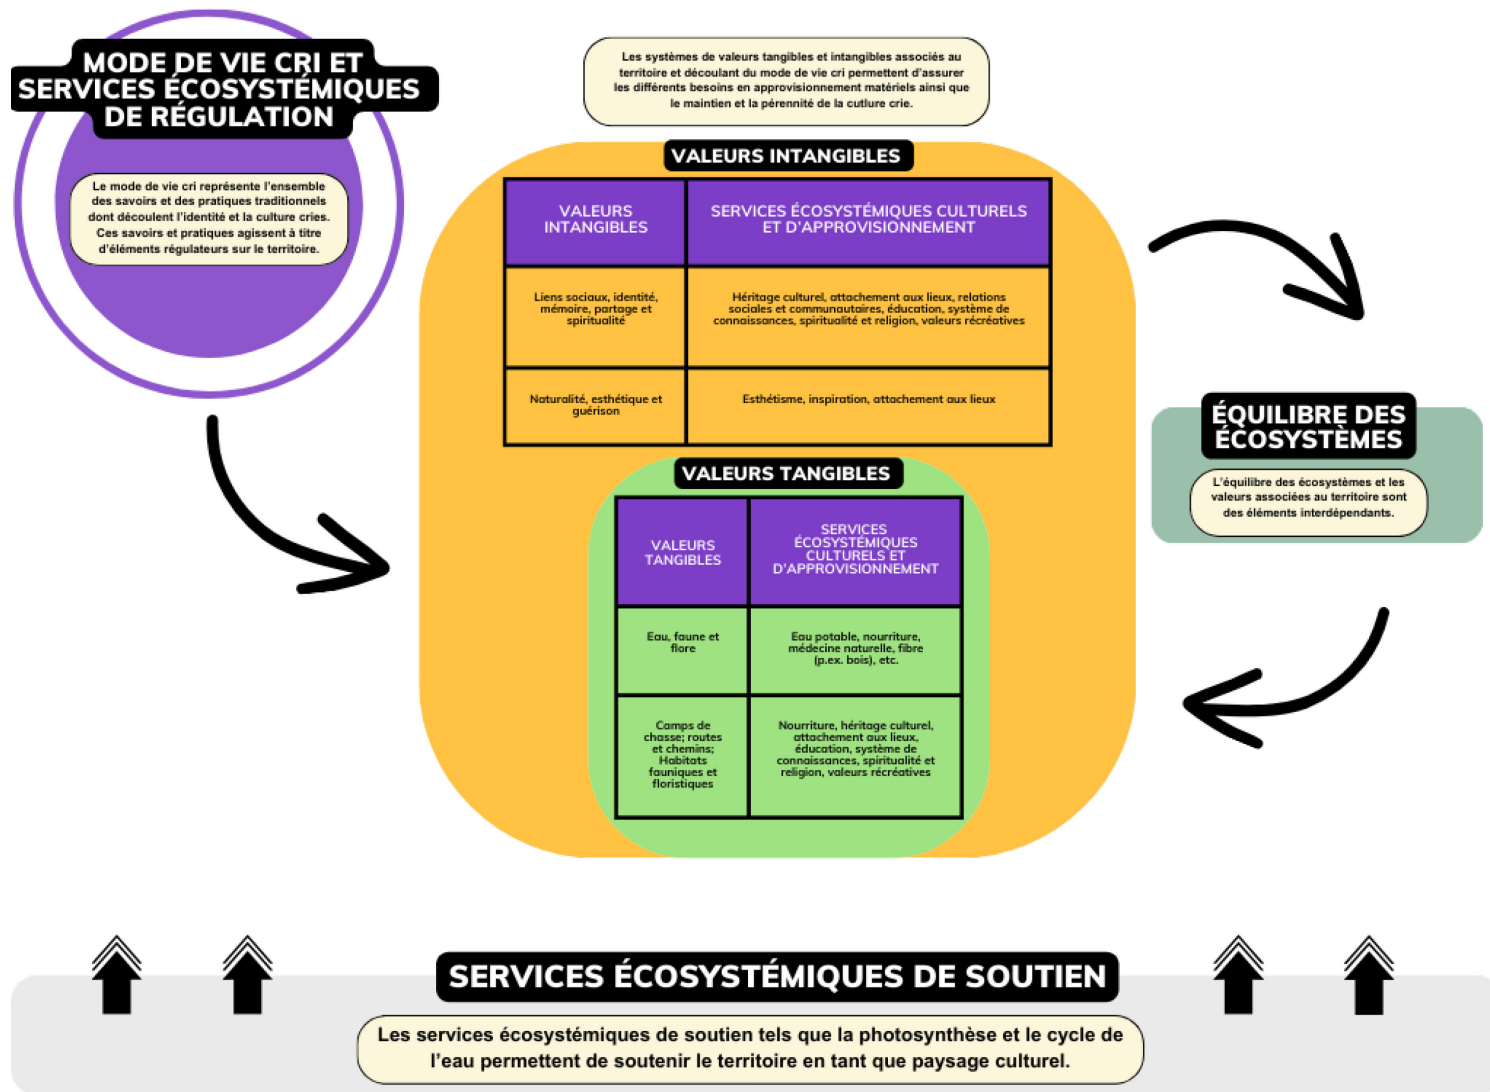 MODE DE VIE CRI ET
SERVICES ÉCOSYSTÉMIQUES
DE RÉGULATION
Le mode de vie cri représente l'ensemble
des savoirs et des pratiques traditionnels
dont découlent l'identité et la culture cries.
Ces savoirs et pratiques agissent à titre
d'éléments régulateurs sur le territoire.
Les systèmes de valeurs tangibles et intangibles associés au
territoire et découlant du mode de vie cri permettent d'assurer
les différents besoins en approvisionnement matériels ainsi que
le maintien et la pérennité de la cutlure crie.
VALEURS INTANGIBLES
VALEURS
INTANGIBLES
SERVICES ÉCOSYSTÉMIQUES CULTURELS
ET D'APPROVISIONNEMENT
Liens sociaux, identité,
mémoire, partage et
spiritualité
Héritage culturel, attachement aux lieux, relations
sociales et communautaires, éducation, système de
connaissances, spiritualité et religion, valeurs récréatives
Naturalité, esthétique et
guérison
Esthétisme, inspiration, attachement aux lieux
VALEURS TANGIBLES
VALEURS
TANGIBLES
SERVICES
ÉCOSYSTÉMIQUES
CULTURELS ET
D'APPROVISIONNEMENT
Eau, faune et
flore
Eau potable, nourriture,
médecine naturelle, fibre
(p.ex. bois), etc.
Camps de
chasse; routes
et chemins;
Habitats
fauniques et
floristiques
Nourriture, héritage culturel,
attachement aux lieux,
éducation, système de
connaissances, spiritualité et
religion, valeurs récréatives
ÉQUILIBRE DES
ÉCOSYSTÈMES
L'équilibre des écosystèmes et les
valeurs associées au territoire sont
des éléments interdépendants.
SERVICES ÉCOSYSTÉMIQUES DE SOUTIEN
Les services écosystémiques de soutien tels que la photosynthèse et le cycle de
l'eau permettent de soutenir le territoire en tant que paysage culturel.